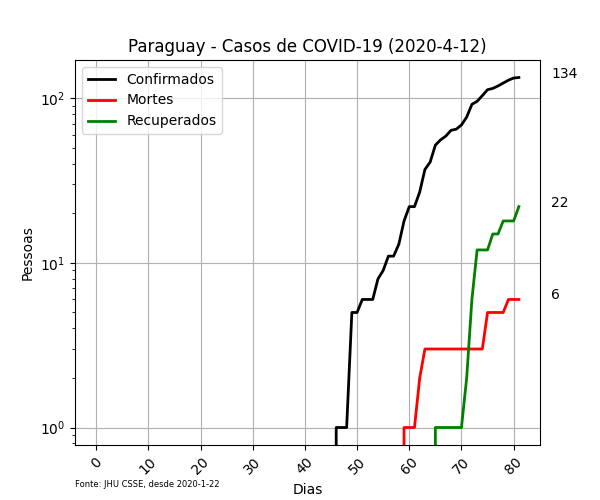 Paraguay - Casos de COVID-19 (2020-4-12)
Confirmados
Mortes
Recuperados
134
22
6
10²
10¹
10⁰
Pessoas
0 10 20 30 40 50 60 70 80
Dias
Fonte: JHU CSSE, desde 2020-1-22